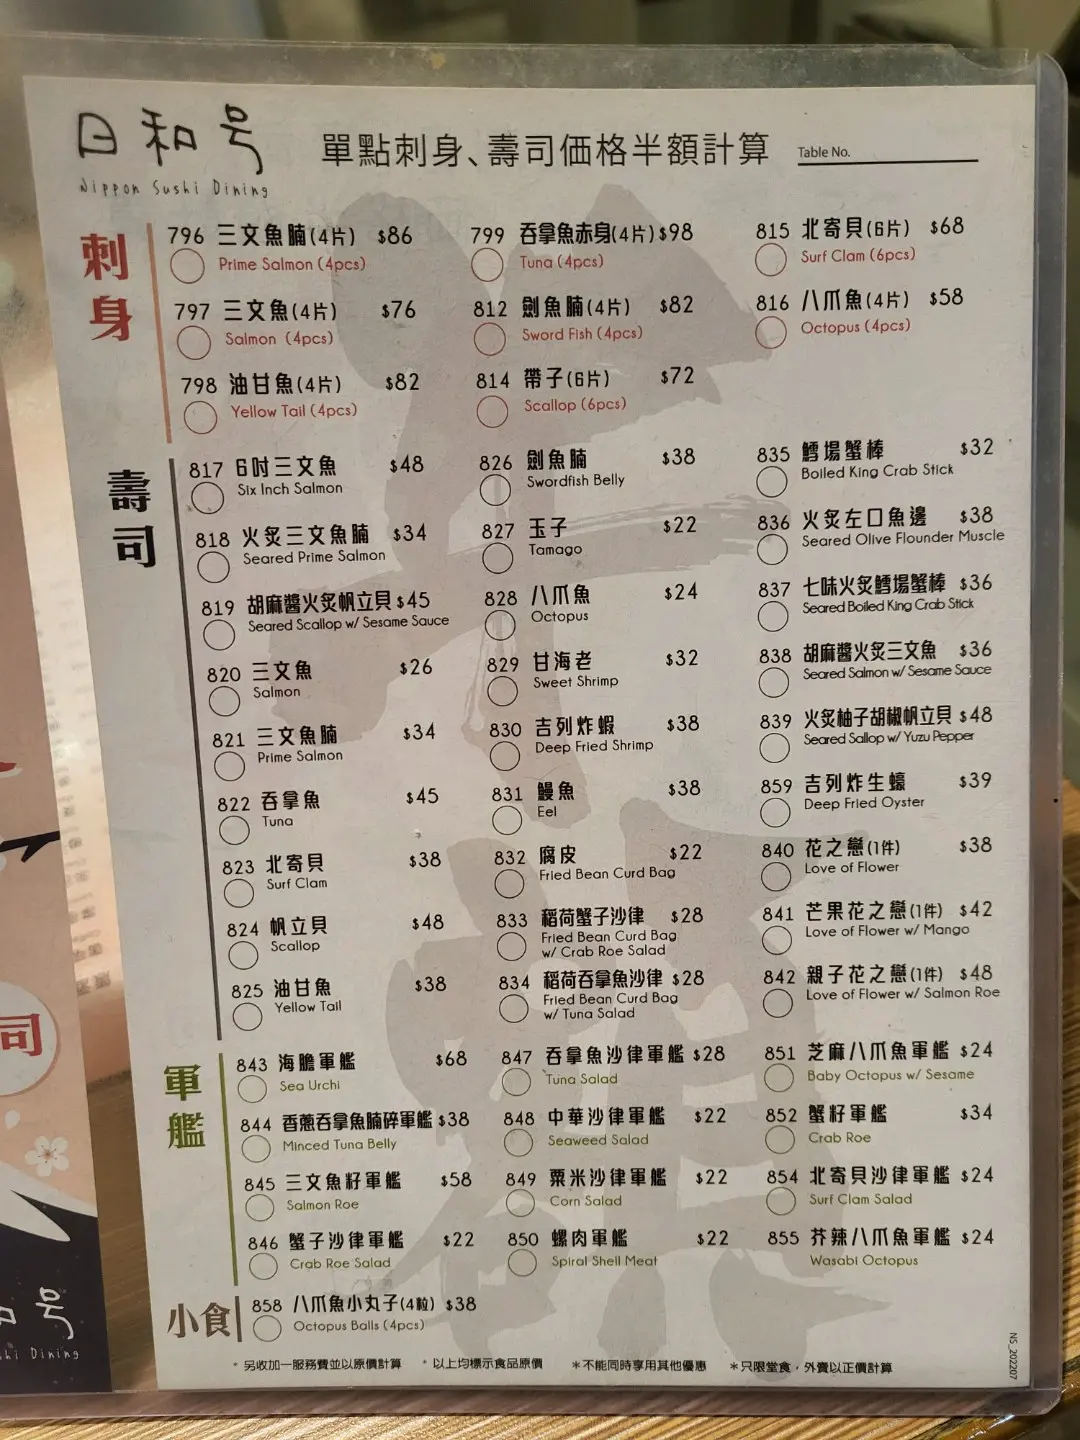 日和号
Nippon Sushi Dining
單點刺身、壽司価格半額計算
Table No.
刺身
796 三文魚腩(4片) $86
Prime Salmon (4pcs)
799 吞拿魚赤身(4片) $98
Tuna (4pcs)
815 北寄貝(6片) $68
Surf Clam (6pcs)
797 三文魚(4片) $76
Salmon (4pcs)
812 劍魚腩(4片) $82
Sword Fish (4pcs)
816 八爪魚(4片) $58
Octopus (4pcs)
798 油甘魚(4片) $82
Yellow Tail (4pcs)
814 帶子(6片) $72
Scallop (6pcs)
壽司
817 6吋三文魚 $48
Six Inch Salmon
826 劍魚腩 $38
Swordfish Belly
835 鱈場蟹棒 $32
Boiled King Crab Stick
818 火炙三文魚腩 $34
Seared Prime Salmon
827 玉子 $22
Tamago
836 火炙左口魚邊 $38
Seared Olive Flounder Muscle
819 胡麻醬火炙帆立貝 $45
Seared Scallop w/ Sesame Sauce
828 八爪魚 $24
Octopus
837 七味火炙鱈場蟹棒 $36
Seared Boiled King Crab Stick
820 三文魚 $26
Salmon
829 甘海老 $32
Sweet Shrimp
838 胡麻醬火炙三文魚 $36
Seared Salmon w/ Sesame Sauce
821 三文魚腩 $34
Prime Salmon
830 吉列炸蝦 $38
Deep Fried Shrimp
839 火炙柚子胡椒帆立貝 $48
Seared Sallop w/ Yuzu Pepper
822 吞拿魚 $45
Tuna
831 鰻魚 $38
Eel
859 吉列炸生蠔 $39
Deep Fried Oyster
823 北寄貝 $38
Surf Clam
832 腐皮 $22
Fried Bean Curd Bag
840 花之戀(1件) $38
Love of Flower
824 帆立貝 $48
Scallop
833 稻荷蟹子沙律 $28
Fried Bean Curd Bag
w/ Crab Roe Salad
841 芒果花之戀(1件) $42
Love of Flower w/ Mango
825 油甘魚 $38
Yellow Tail
834 稻荷吞拿魚沙律 $28
Fried Bean Curd Bag
w/ Tuna Salad
842 親子花之戀(1件) $48
Love of Flower w/ Salmon Roe
軍艦
843 海膽軍艦 $68
Sea Urchi
847 吞拿魚沙律軍艦 $28
Tuna Salad
851 芝麻八爪魚軍艦 $24
Baby Octopus w/ Sesame
844 香蔥吞拿魚腩碎軍艦 $38
Minced Tuna Belly
848 中華沙律軍艦 $22
Seaweed Salad
852 蟹籽軍艦 $34
Crab Roe
845 三文魚籽軍艦 $58
Salmon Roe
849 粟米沙律軍艦 $22
Corn Salad
854 北寄貝沙律軍艦 $24
Surf Clam Salad
846 蟹子沙律軍艦 $22
Crab Roe Salad
850 螺肉軍艦 $22
Spiral Shell Meat
855 芥辣八爪魚軍艦 $24
Wasabi Octopus
小食
858 八爪魚小丸子(4粒) $38
Octopus Balls (4pcs)
* 另收加一服務費並以原價計算 * 以上均標示食品原價 *不能同時享用其他優惠 *只限堂食，外賣以正價計算
NS_202207
司
和号
shi Dining